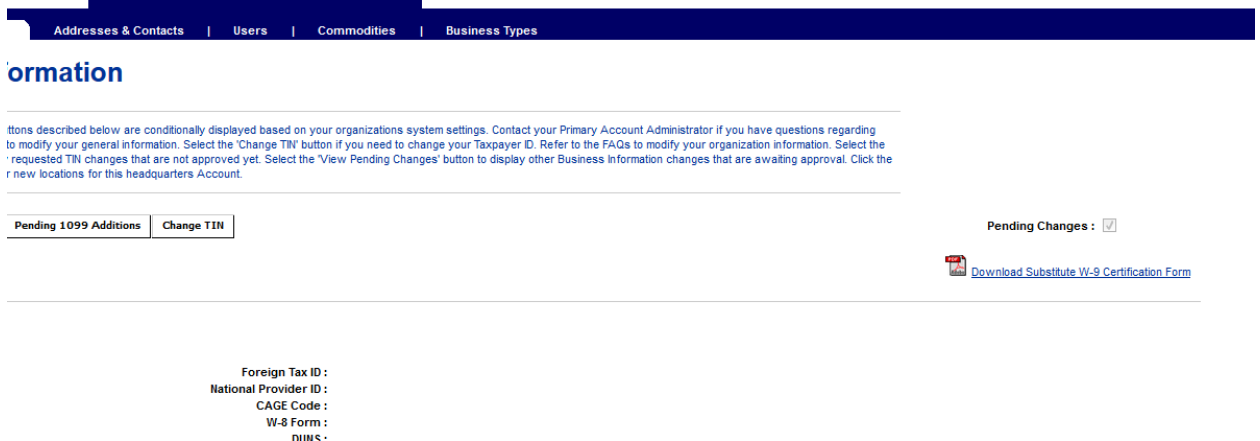 Addresses & Contacts | Users | Commodities | Business Types
formation
ttons described below are conditionally displayed based on your organizations system settings. Contact your Primary Account Administrator if you have questions regarding
to modify your general information. Select the 'Change TIN' button if you need to change your Taxpayer ID. Refer to the FAQs to modify your organization information. Select the
requested TIN changes that are not approved yet. Select the 'View Pending Changes' button to display other Business Information changes that are awaiting approval. Click the
r new locations for this headquarters Account.
Pending 1099 Additions Change TIN Pending Changes :
PDF Download Substitute W-9 Certification Form
Foreign Tax ID :
National Provider ID :
CAGE Code :
W-8 Form :
DUNS :